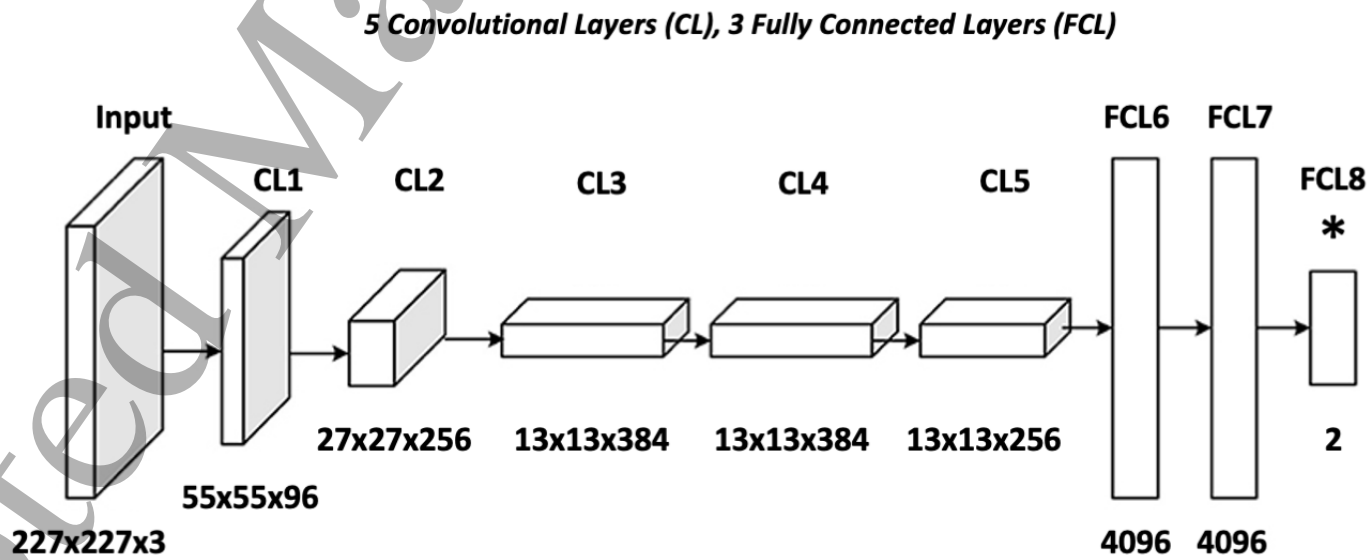 5 Convolutional Layers (CL), 3 Fully Connected Layers (FCL)
Input
CL1
CL2
CL3
CL4
CL5
FCL6
FCL7
FCL8
*
227x227x3
55x55x96
27x27x256
13x13x384
13x13x384
13x13x256
4096
4096
2